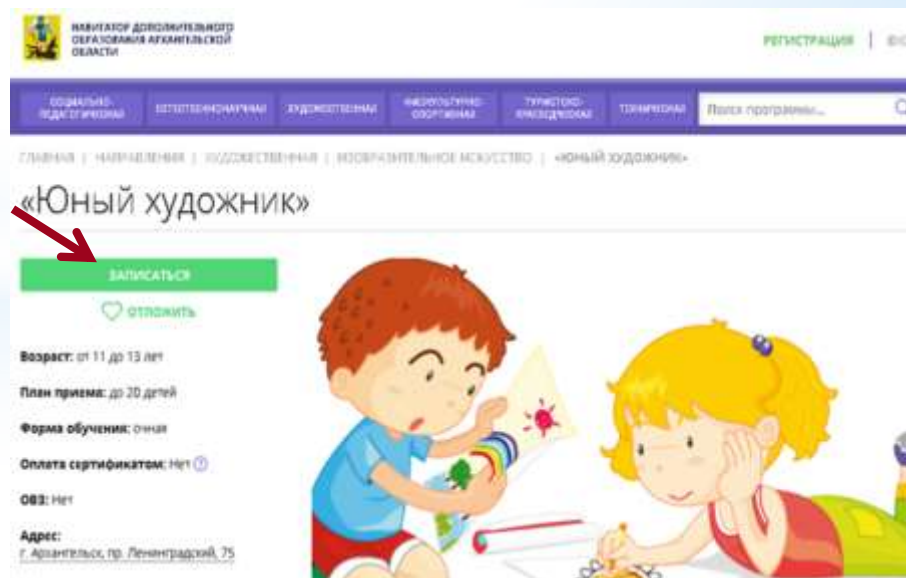 НАВИГАТОР ДОПОЛНИТЕЛЬНОГО
ОБРАЗОВАНИЯ АРХАНГЕЛЬСКОЙ
ОБЛАСТИ
РЕГИСТРАЦИЯ |
СОЦИАЛЬНО-ПЕДАГОГИЧЕСКАЯ ЕСТЕСТВЕННОНАУЧНАЯ ХУДОЖЕСТВЕННАЯ ФИЗКУЛЬТУРНО-СПОРТИВНАЯ ТУРИСТСКО-КРАЕВЕДЧЕСКАЯ ТЕХНИЧЕСКАЯ Поиск программы...
ГЛАВНАЯ | НАПРАВЛЕНИЯ | ХУДОЖЕСТВЕННАЯ | ИЗОБРАЗИТЕЛЬНОЕ ИСКУССТВО | «ЮНЫЙ ХУДОЖНИК»
«Юный художник»
ЗАПИСАТЬСЯ
ОТЛОЖИТЬ
Возраст: от 11 до 13 лет
План приема: до 20 детей
Форма обучения: очная
Оплата сертификатом: Нет ?
ОВЗ: Нет
Адрес:
г. Архангельск, пр. Ленинградский, 75